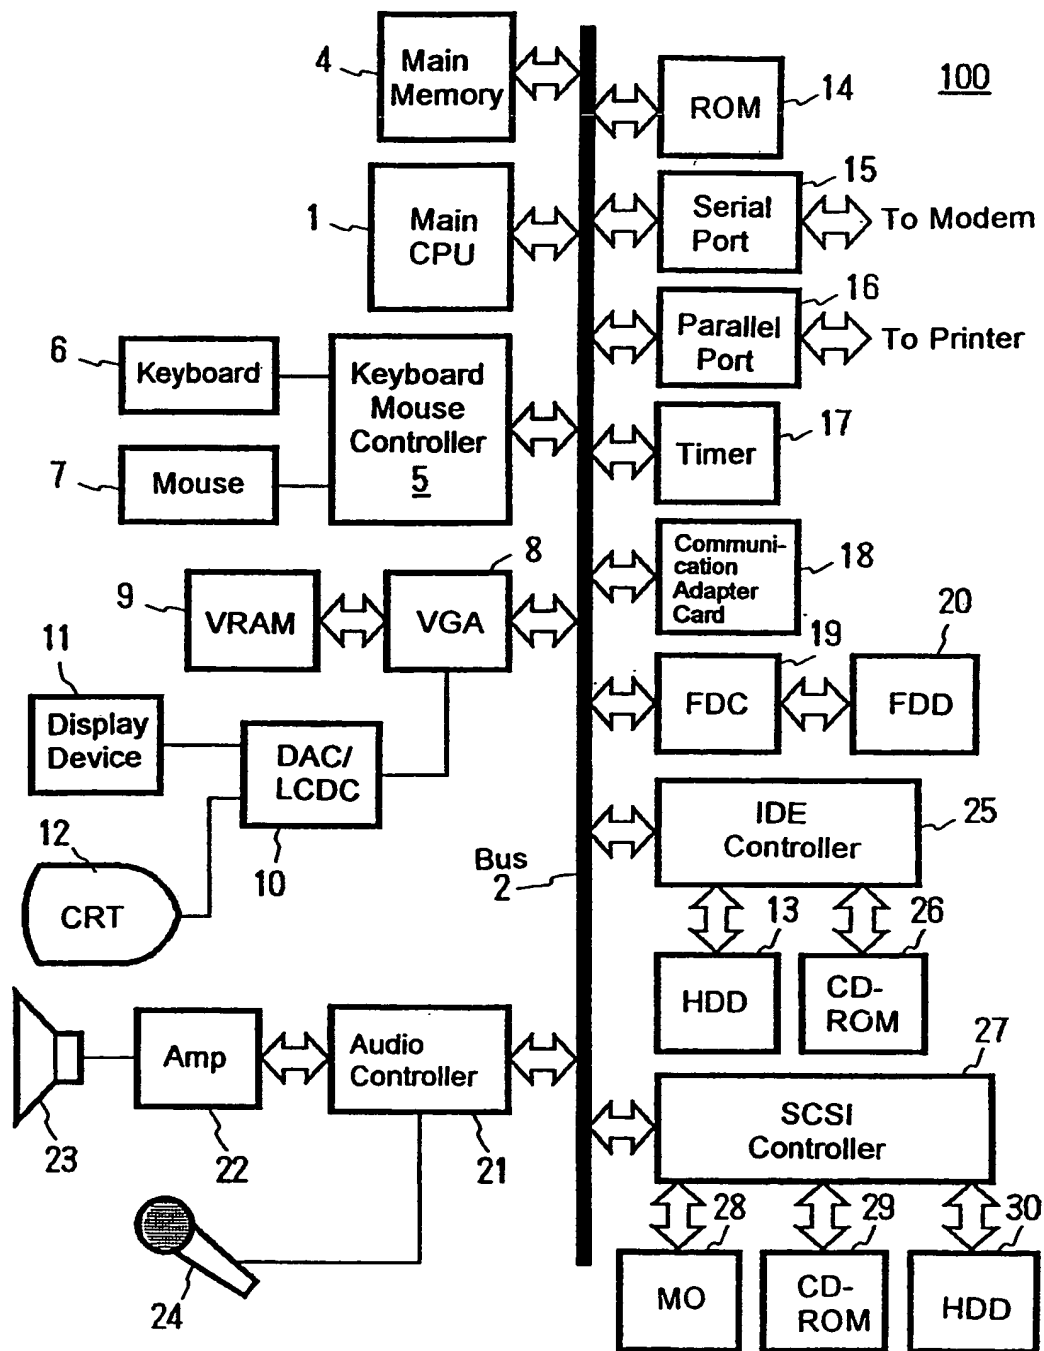 4
Main
Memory
1
Main
CPU
6
Keyboard
7
Mouse
Keyboard
Mouse
Controller
5
8
9
VRAM
VGA
11
Display
Device
DAC/
LCDC
10
12
CRT
Bus
2
Amp
Audio
Controller
23
22
21
24
100
ROM
14
15
Serial
Port
To Modem
16
Parallel
Port
To Printer
Timer
17
Communi-
cation
Adapter
Card
18
19
20
FDC
FDD
IDE
Controller
25
13
26
HDD
CD-
ROM
27
SCSI
Controller
28
29
30
MO
CD-
ROM
HDD